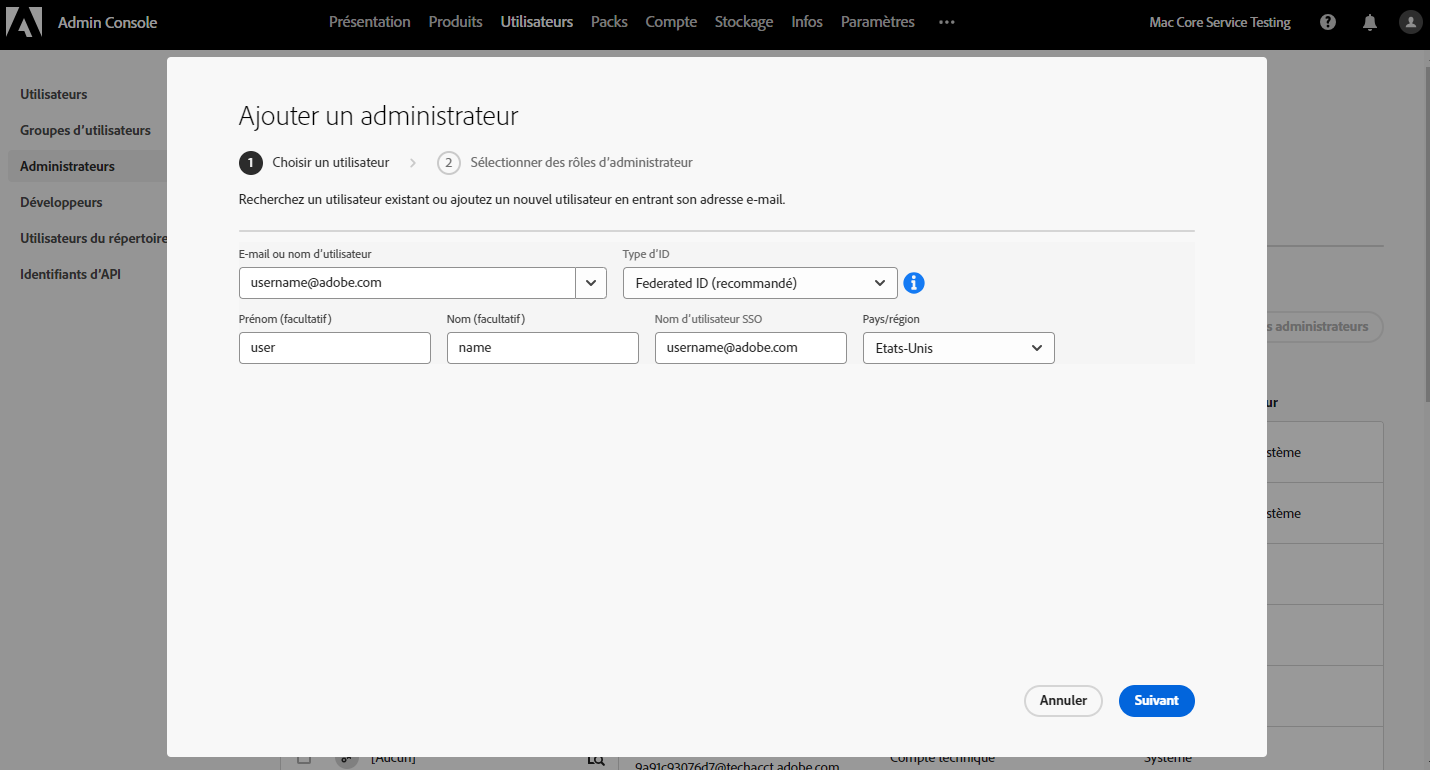 Admin Console
Présentation Produits Utilisateurs Packs Compte Stockage Infos Paramètres •••
Mac Core Service Testing
Utilisateurs
Groupes d’utilisateurs
Administrateurs
Développeurs
Utilisateurs du répertoire
Identifiants d’API
Ajouter un administrateur
1 Choisir un utilisateur > 2 Sélectionner des rôles d’administrateur
Recherchez un utilisateur existant ou ajoutez un nouvel utilisateur en entrant son adresse e-mail.
E-mail ou nom d’utilisateur Type d’ID
username@adobe.com Federated ID (recommandé)
Prénom (facultatif) Nom (facultatif) Nom d’utilisateur SSO Pays/région
user name username@adobe.com Etats-Unis
s administrateurs
ur
stème
stème
Annuler Suivant
[Aucun] 9a91c93076d7@techacct.adobe.com Compte technique Système